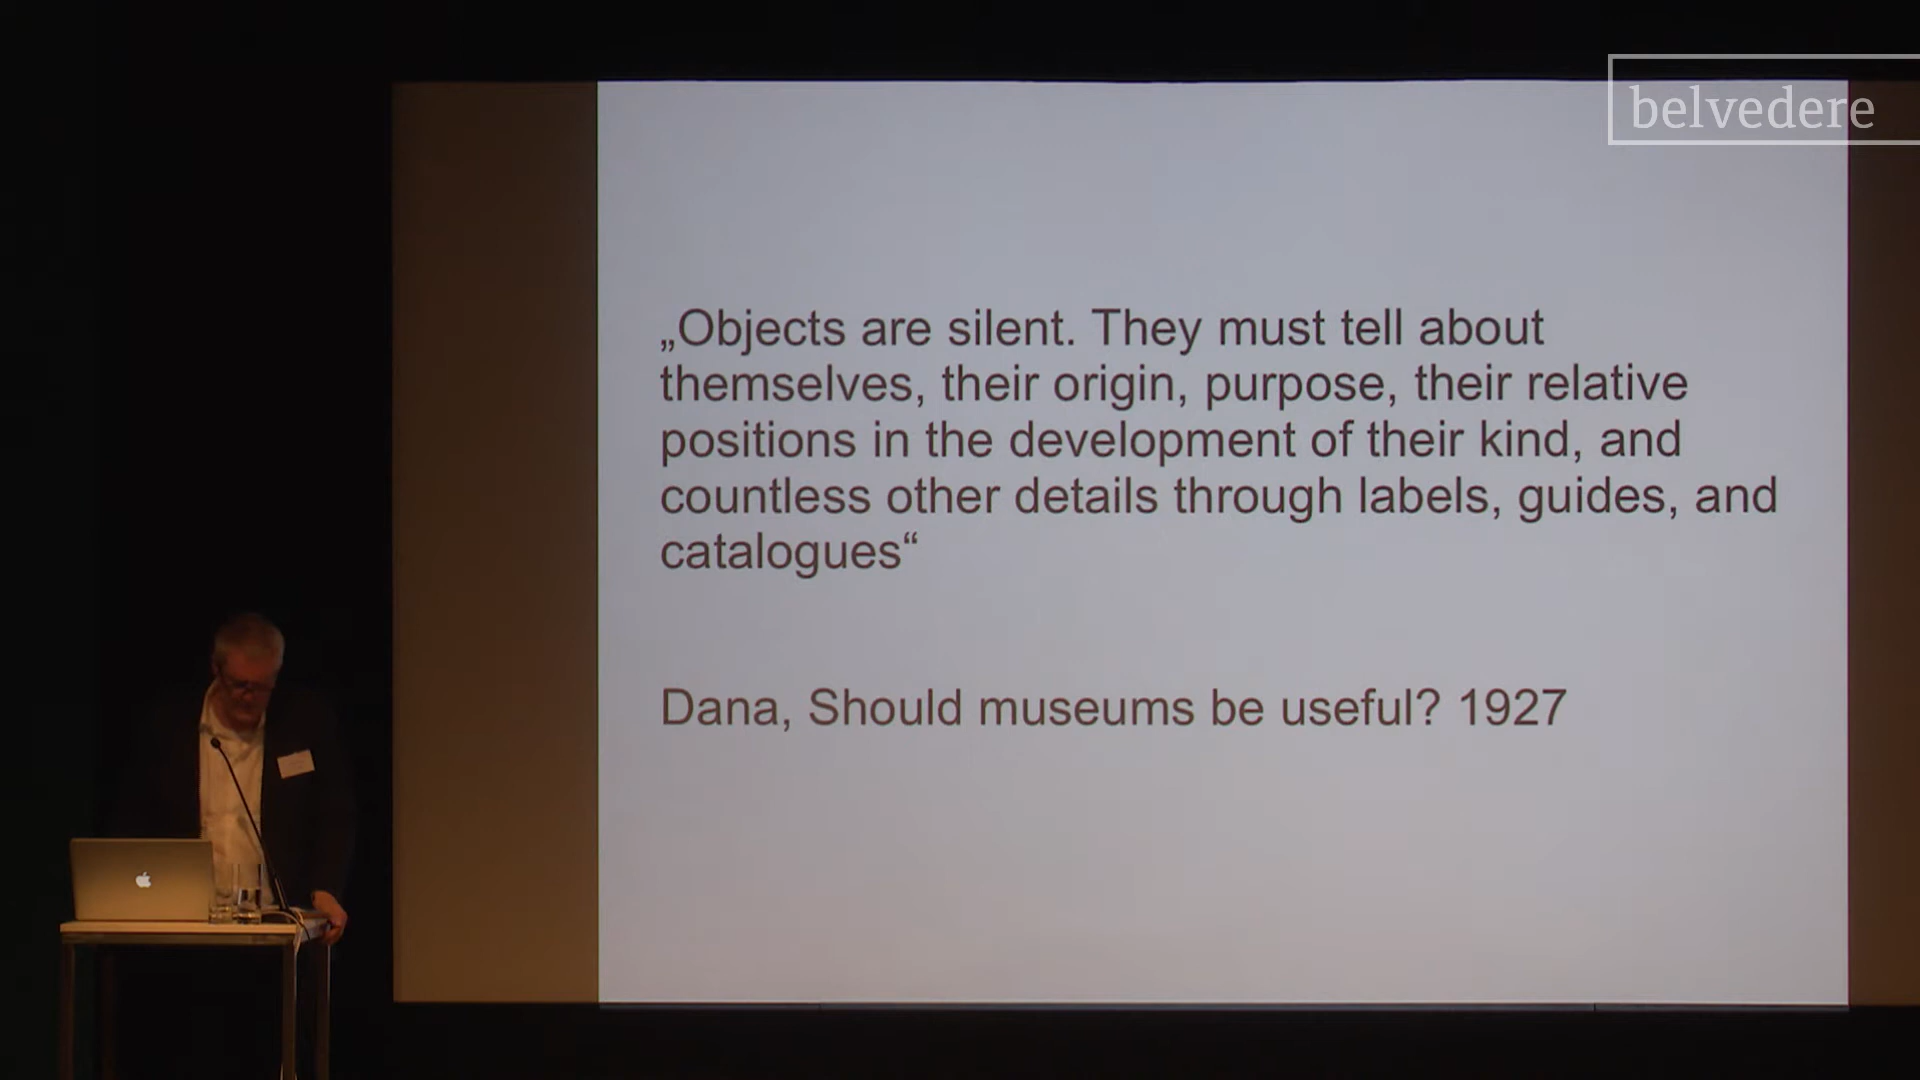 belvedere
„Objects are silent. They must tell about
themselves, their origin, purpose, their relative
positions in the development of their kind, and
countless other details through labels, guides, and
catalogues“
Dana, Should museums be useful? 1927